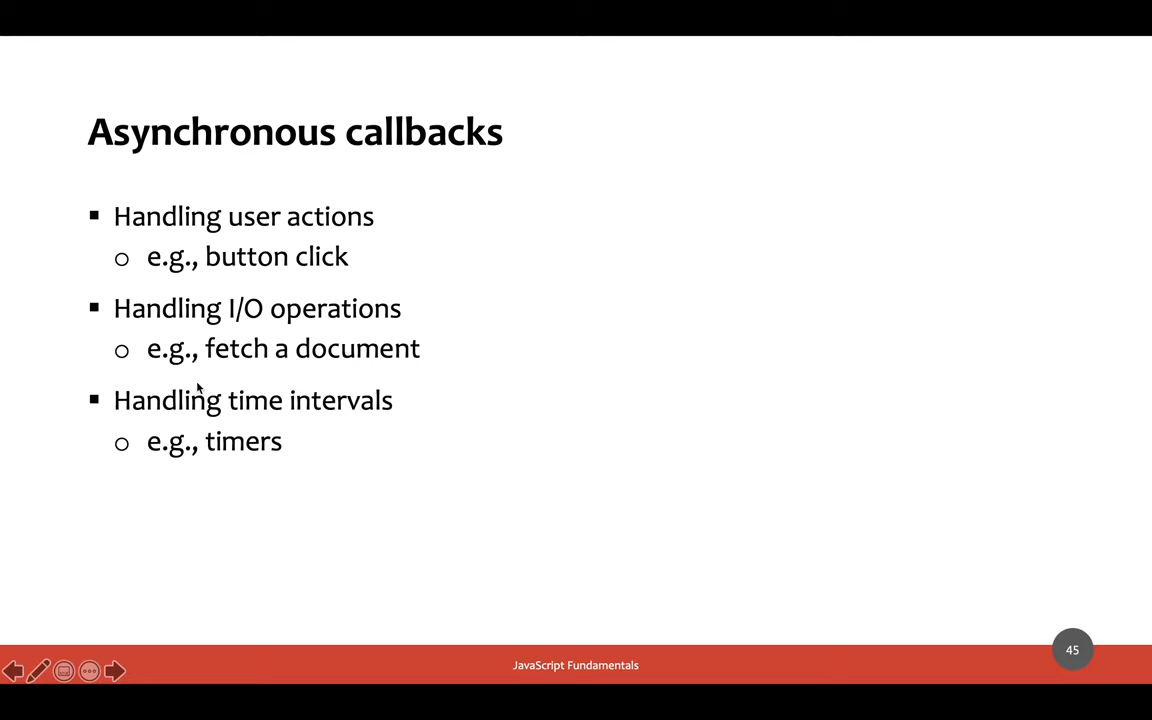 Asynchronous callbacks
▪ Handling user actions
o e.g., button click
▪ Handling I/O operations
o e.g., fetch a document
▪ Handling time intervals
o e.g., timers
45
JavaScript Fundamentals